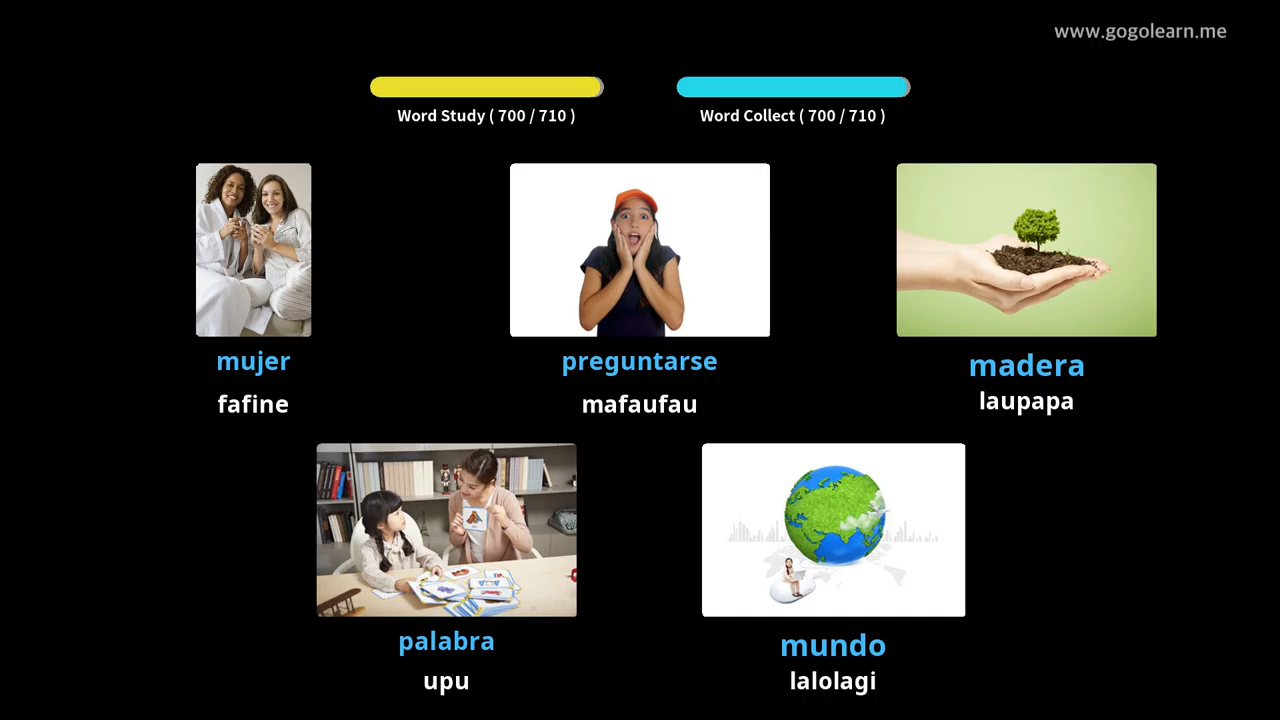 www.gogolearn.me
Word Study ( 700 / 710 )
Word Collect ( 700 / 710 )
mujer
fafine
preguntarse
mafaufau
madera
laupapa
palabra
upu
mundo
lalolagi